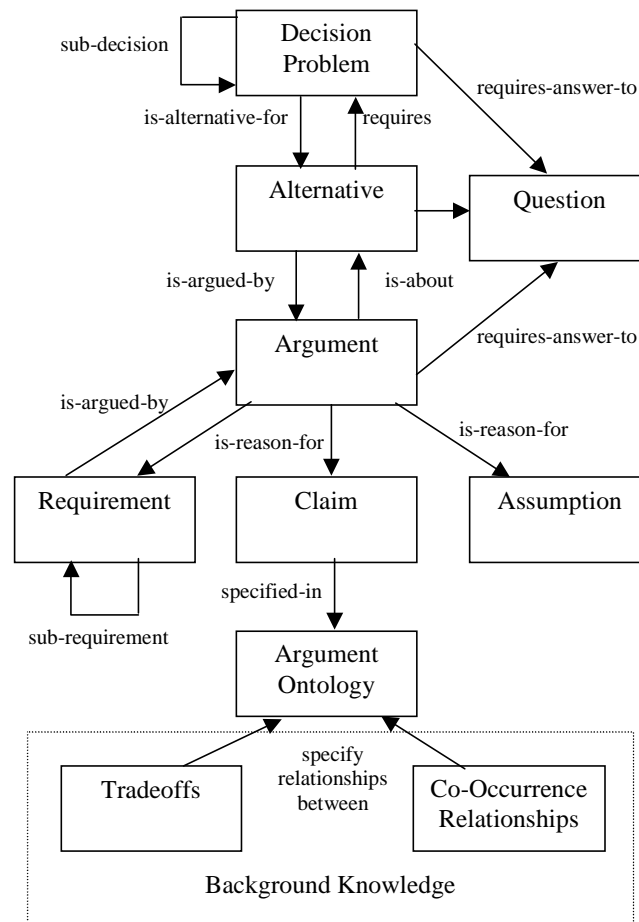 sub-decision
Decision
Problem
requires-answer-to
is-alternative-for
requires
Alternative
Question
is-argued-by
is-about
Argument
requires-answer-to
is-argued-by
is-reason-for
is-reason-for
Requirement
Claim
Assumption
specified-in
sub-requirement
Argument
Ontology
specify
relationships
between
Tradeoffs
Co-Occurrence
Relationships
Background Knowledge